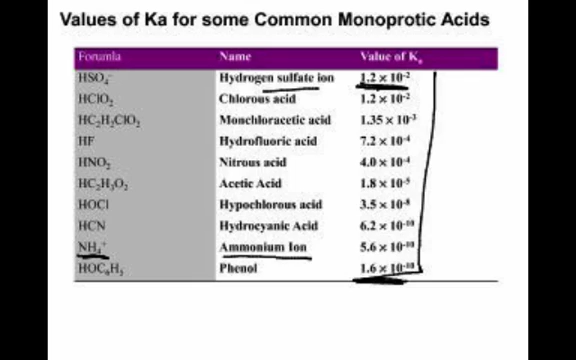 Values of Ka for some Common Monoprotic Acids
Forumla Name Value of Kₐ
HSO₄⁻ Hydrogen sulfate ion 1.2 × 10⁻²
HClO₂ Chlorous acid 1.2 × 10⁻²
HC₂H₂ClO₂ Monchloracetic acid 1.35 × 10⁻³
HF Hydrofluoric acid 7.2 × 10⁻⁴
HNO₂ Nitrous acid 4.0 × 10⁻⁴
HC₂H₃O₂ Acetic Acid 1.8 × 10⁻⁵
HOCl Hypochlorous acid 3.5 × 10⁻⁸
HCN Hydrocyanic Acid 6.2 × 10⁻¹⁰
NH₄⁺ Ammonium Ion 5.6 × 10⁻¹⁰
HOC₆H₅ Phenol 1.6 × 10⁻¹⁰